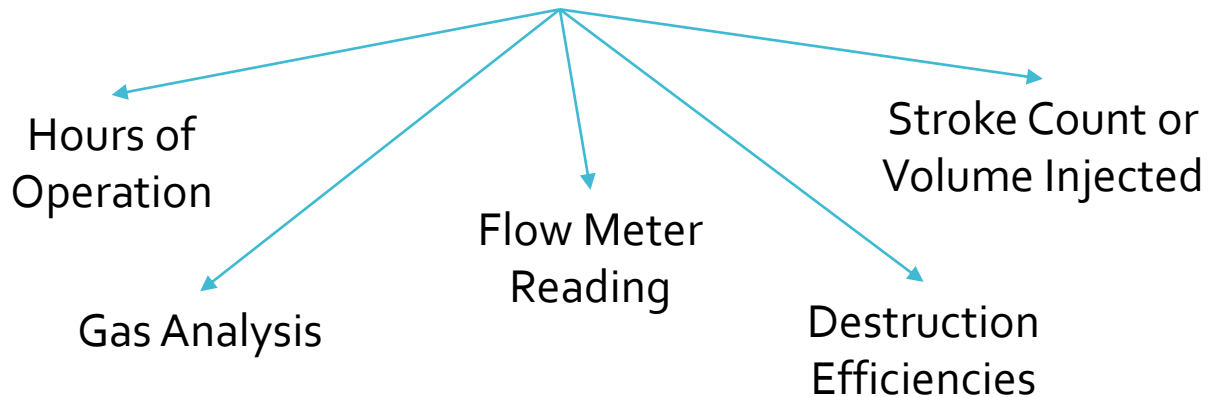 Hours of
Operation
Gas Analysis
Flow Meter
Reading
Destruction
Efficiencies
Stroke Count or
Volume Injected